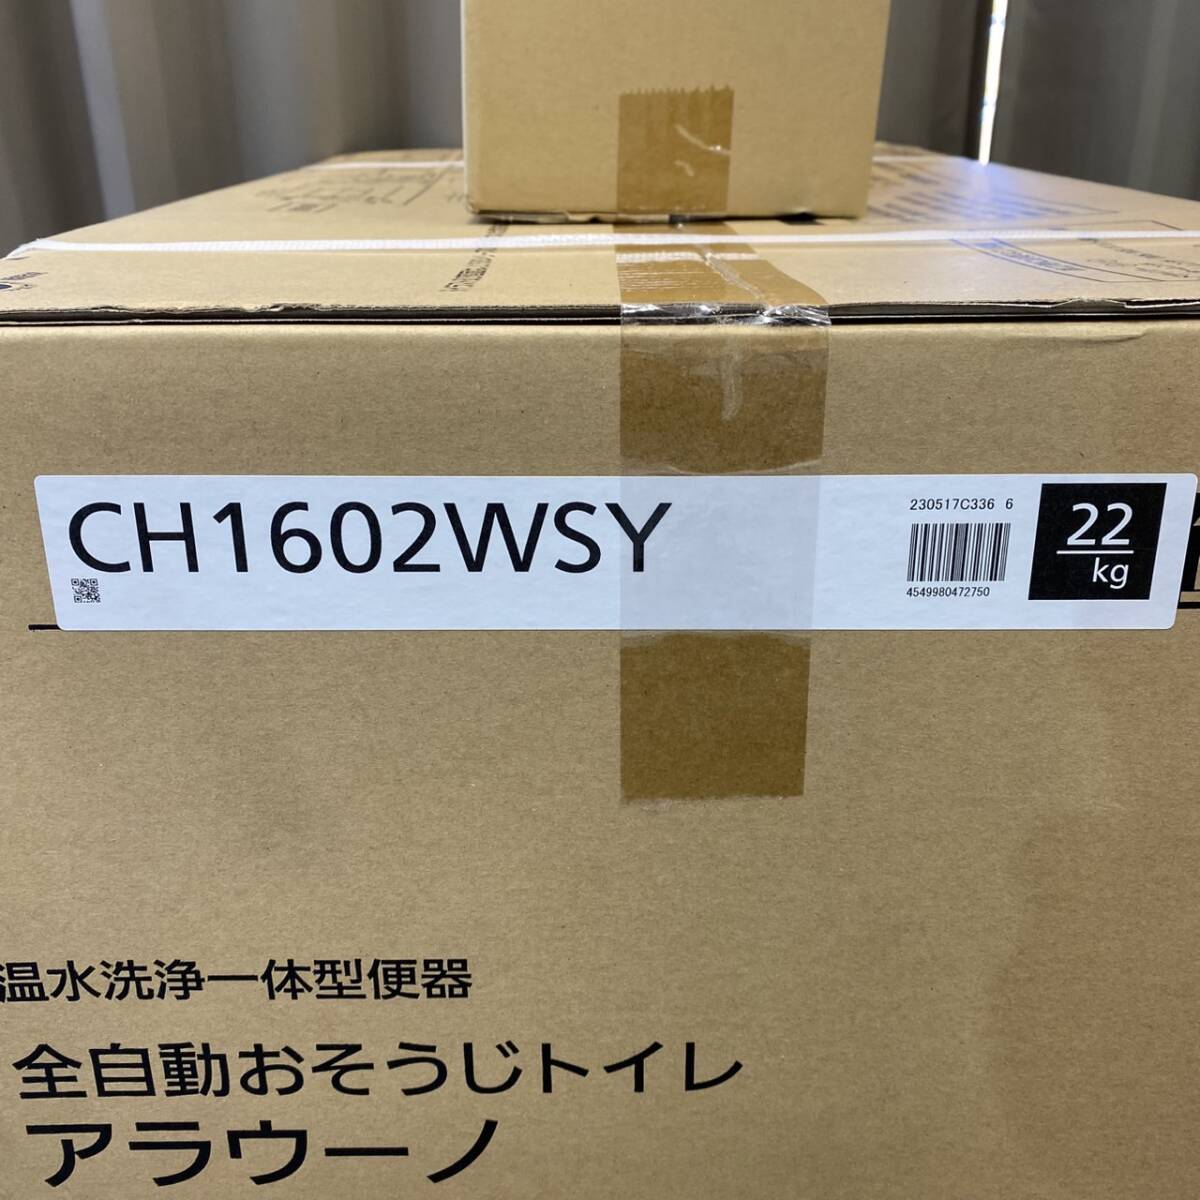 CH1602WSY
230517C336 6
4549980472750
22
kg
温水洗浄一体型便器
全自動おそうじトイレ
アラウーノ